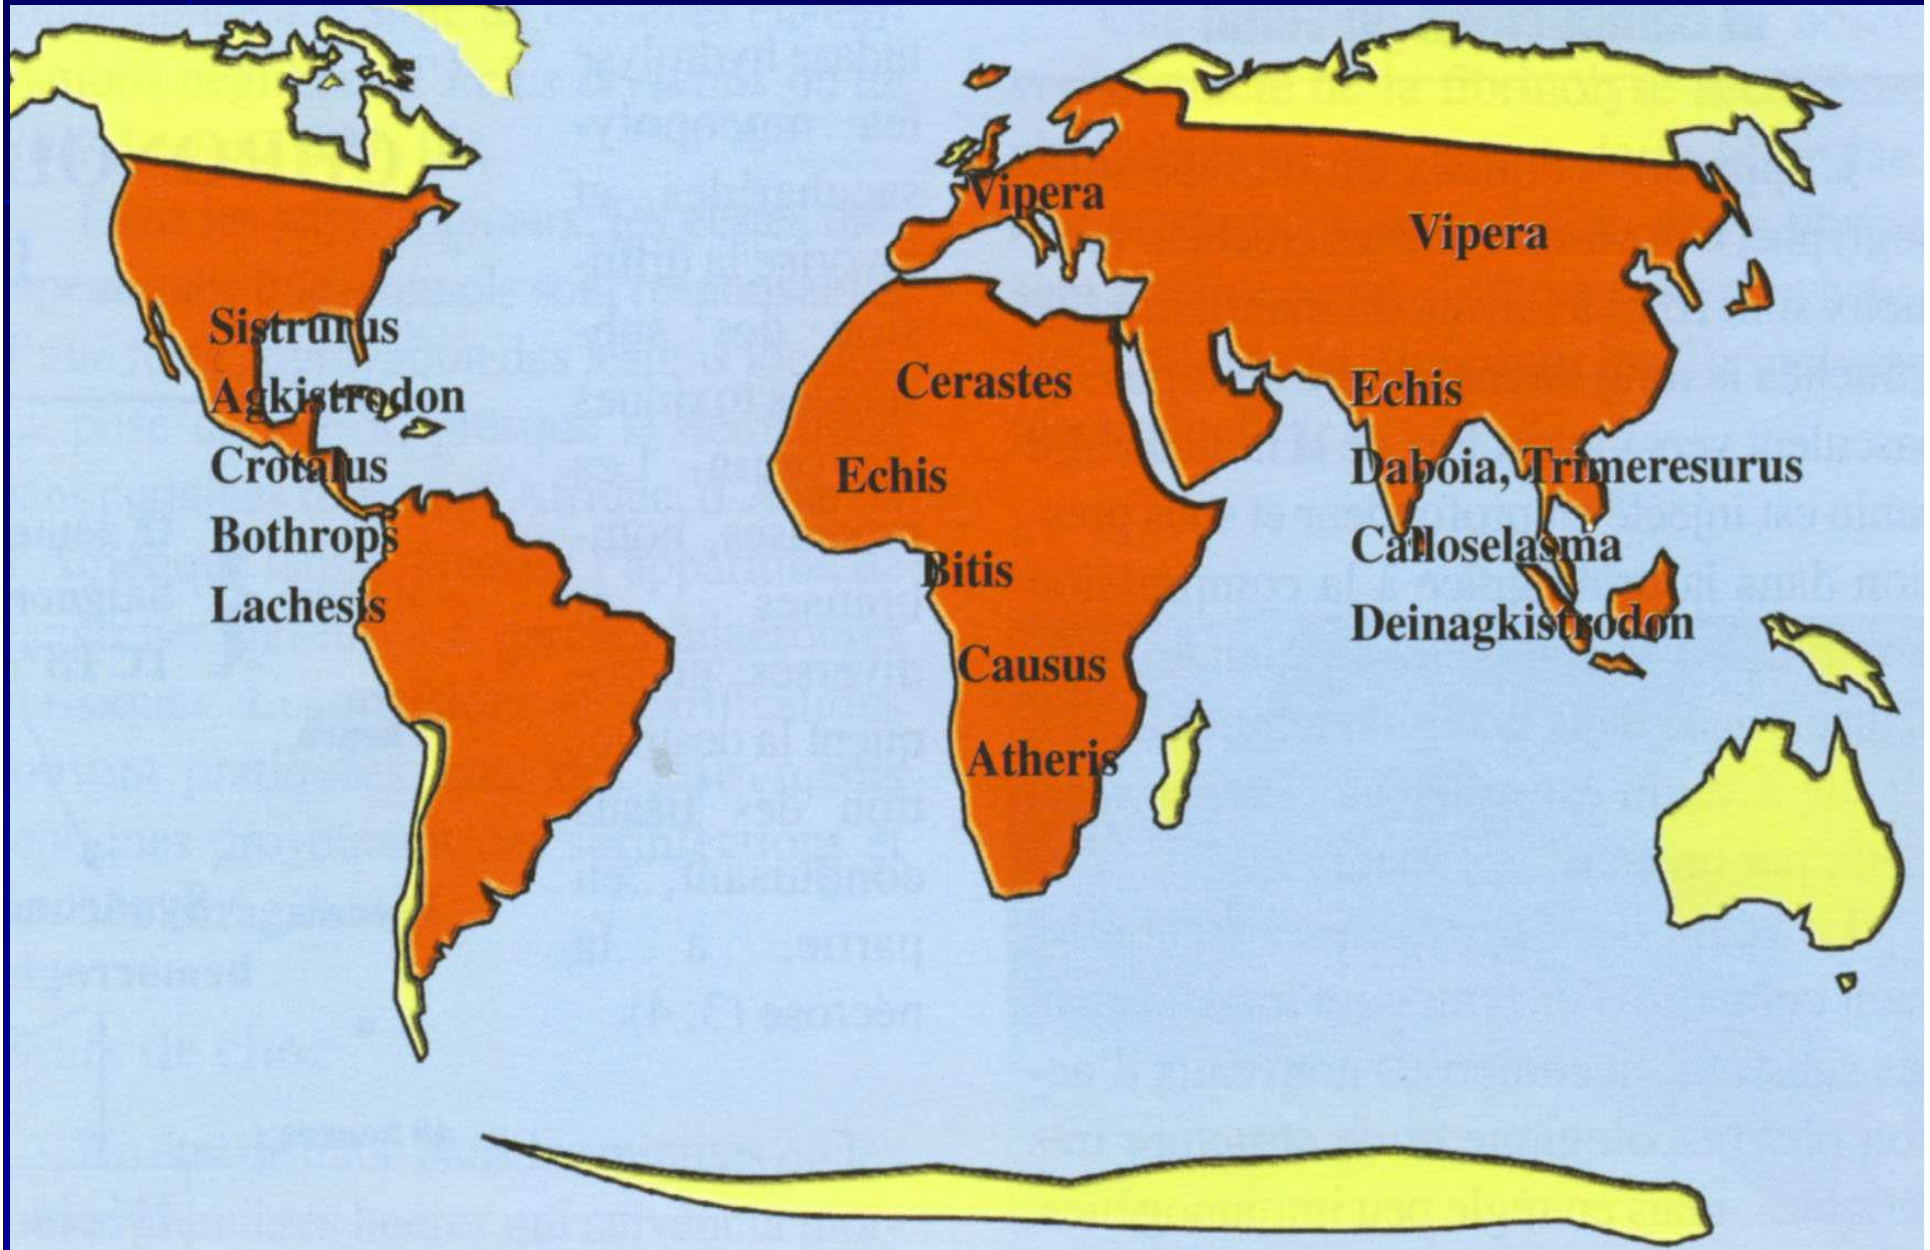 Vipera
Vipera
Sistrurus
Agkistrodon
Crotalus
Bothrops
Lachesis
Cerastes
Echis
Bitis
Causus
Atheris
Echis
Daboia, Trimeresurus
Calloselasma
Deinagkistrodon